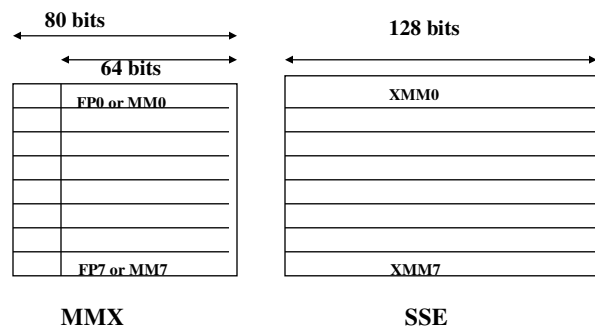 80 bits
128 bits
64 bits
FP0 or MM0
XMM0
FP7 or MM7
XMM7
MMX
SSE